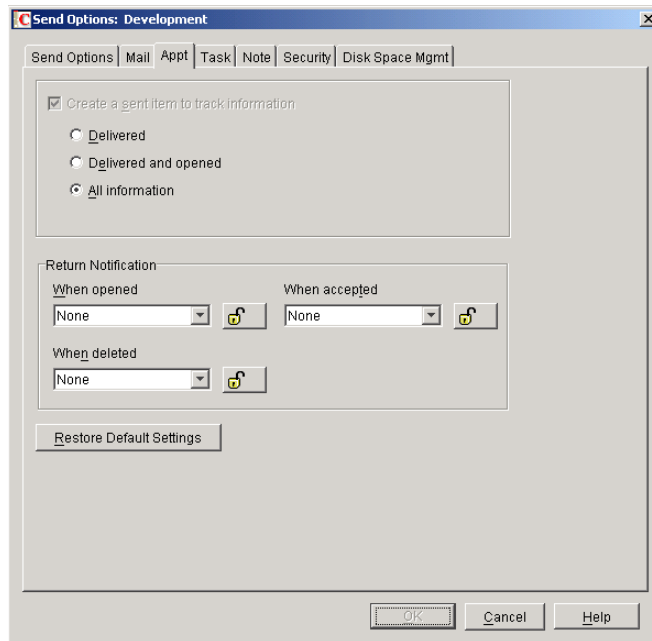 Send Options: Development
Send Options Mail Appt Task Note Security Disk Space Mgmt
Create a sent item to track information
Delivered
Delivered and opened
All information
Return Notification
When opened When accepted
None None
When deleted
None
Restore Default Settings
OK Cancel Help